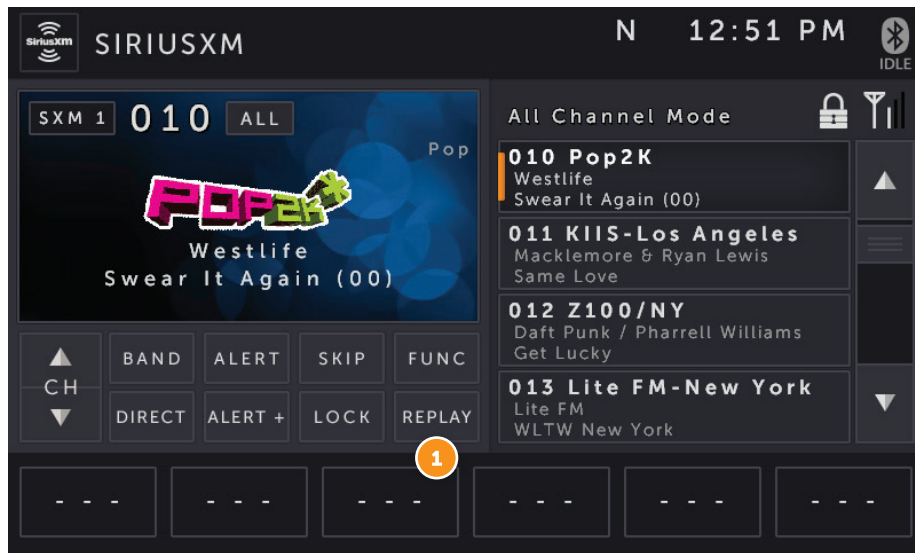 siriusxm
SIRIUSXM
N 12:51 PM
IDLE
SXM 1 010 ALL
Pop
POP2K
Westlife
Swear It Again (00)
CH
BAND ALERT SKIP FUNC
DIRECT ALERT + LOCK REPLAY
1
All Channel Mode
010 Pop2K
Westlife
Swear It Again (00)
011 KIIS-Los Angeles
Macklemore & Ryan Lewis
Same Love
012 Z100/NY
Daft Punk / Pharrell Williams
Get Lucky
013 Lite FM-New York
Lite FM
WLTW New York
- - - - - - - - - - - - - - - - - -